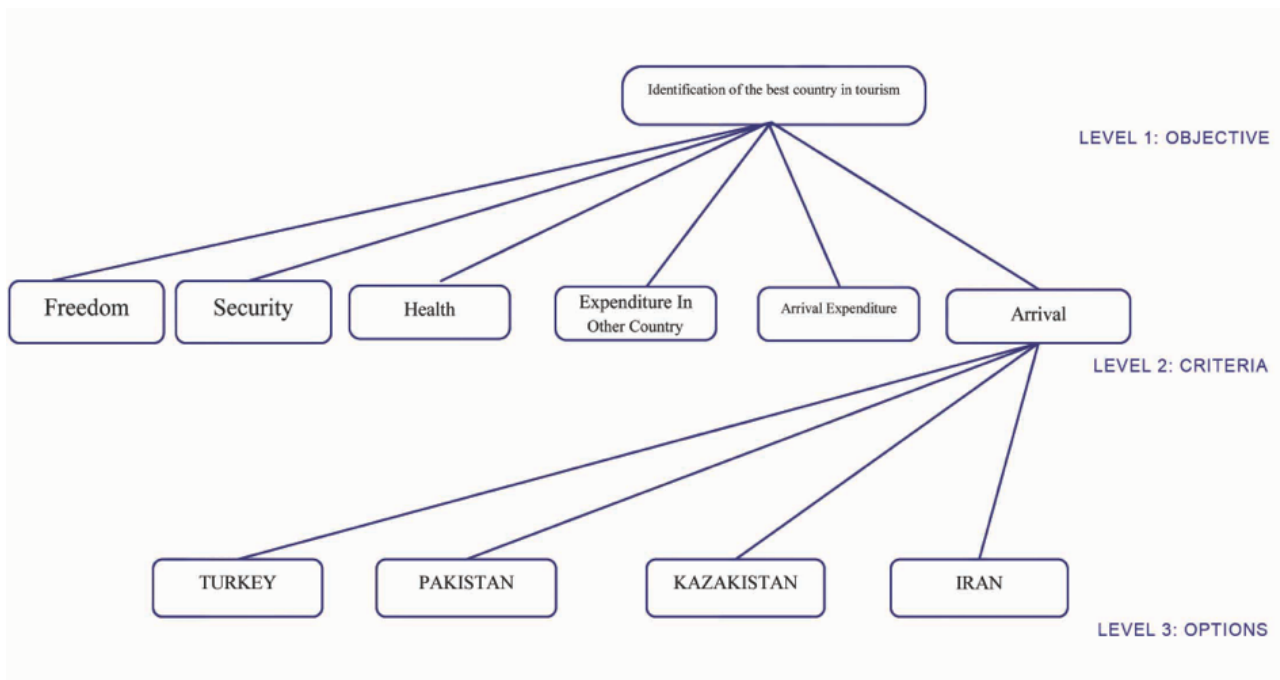 Identification of the best country in tourism
LEVEL 1: OBJECTIVE
Freedom
Security
Health
Expenditure In
Other Country
Arrival Expenditure
Arrival
LEVEL 2: CRITERIA
TURKEY
PAKISTAN
KAZAKISTAN
IRAN
LEVEL 3: OPTIONS